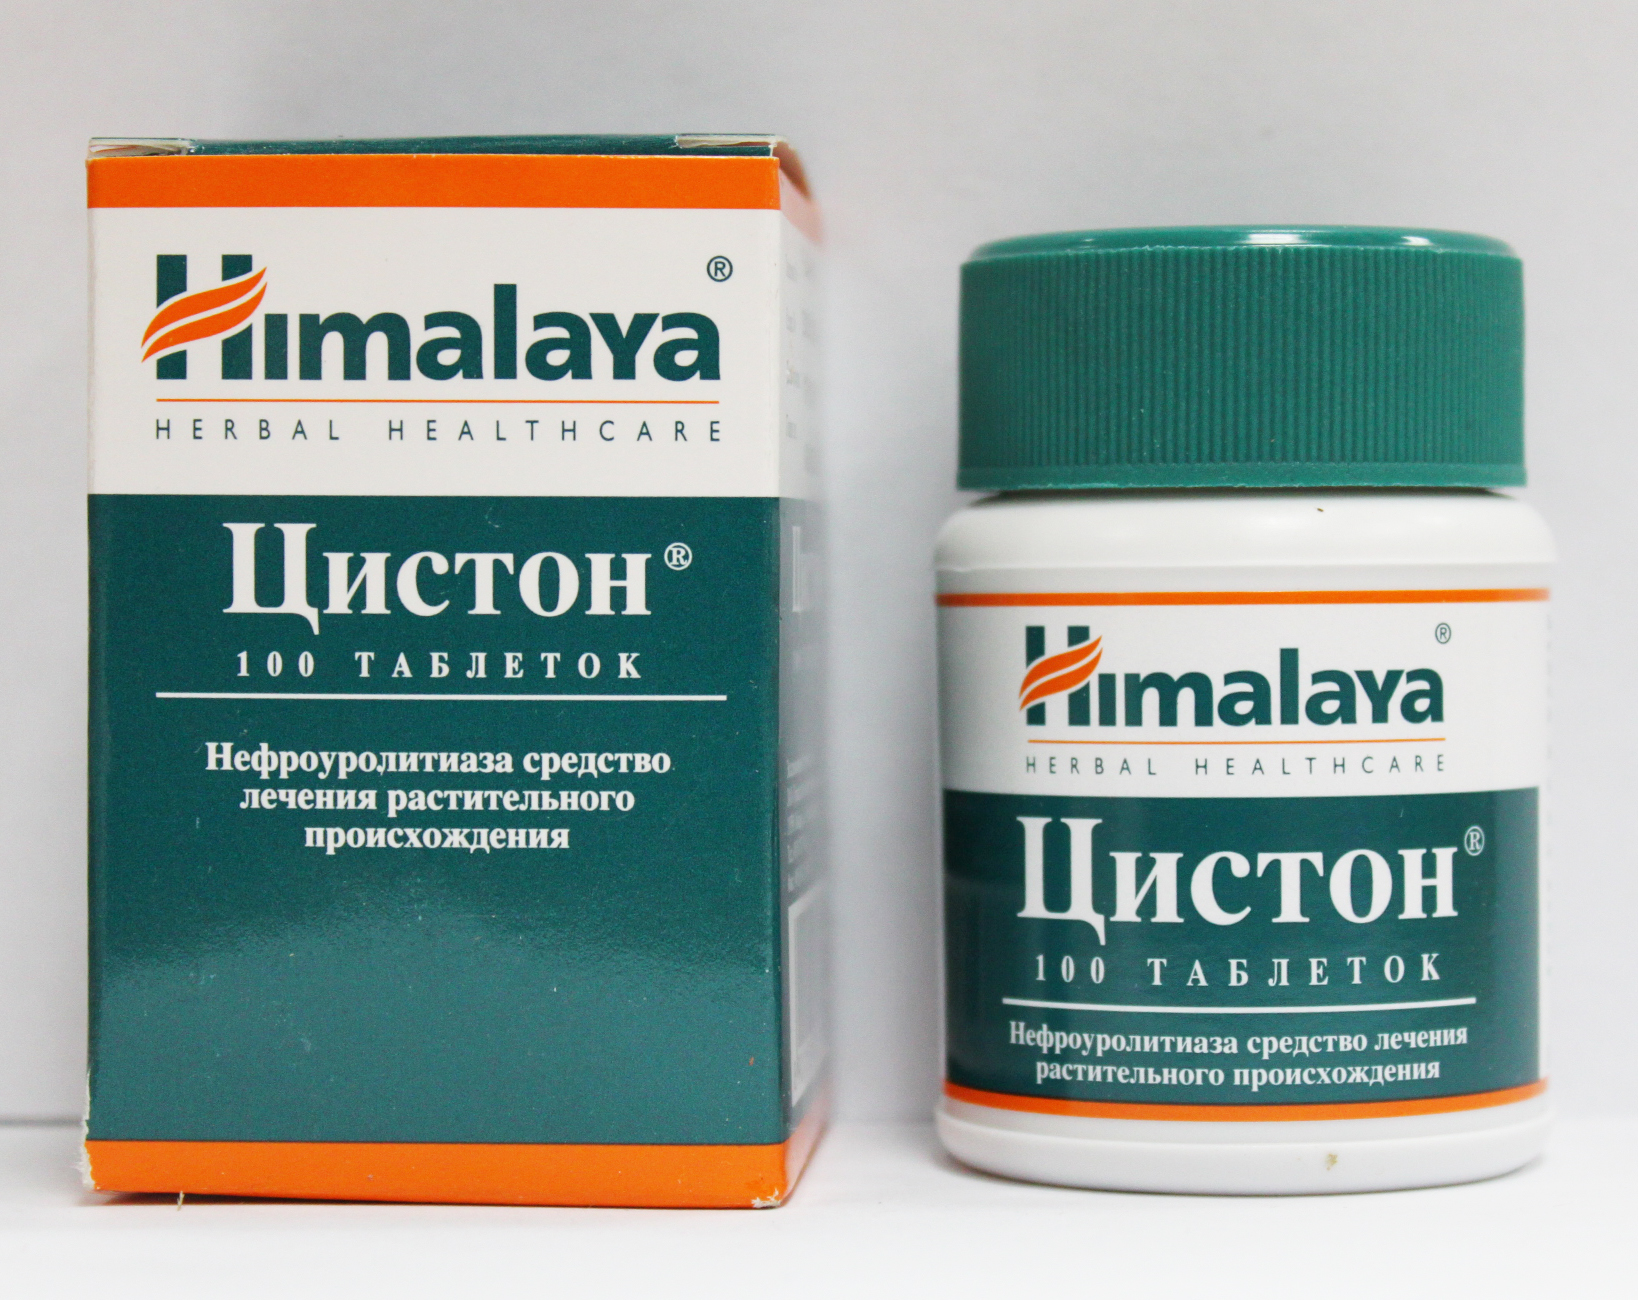 Himalaya®
HERBAL HEALTHCARE
Цистон®
100 ТАБЛЕТОК
Нефроуролитиаза средство
лечения растительного
происхождения
Himalaya®
HERBAL HEALTHCARE
Цистон®
100 ТАБЛЕТОК
Нефроуролитиаза средство лечения
растительного происхождения